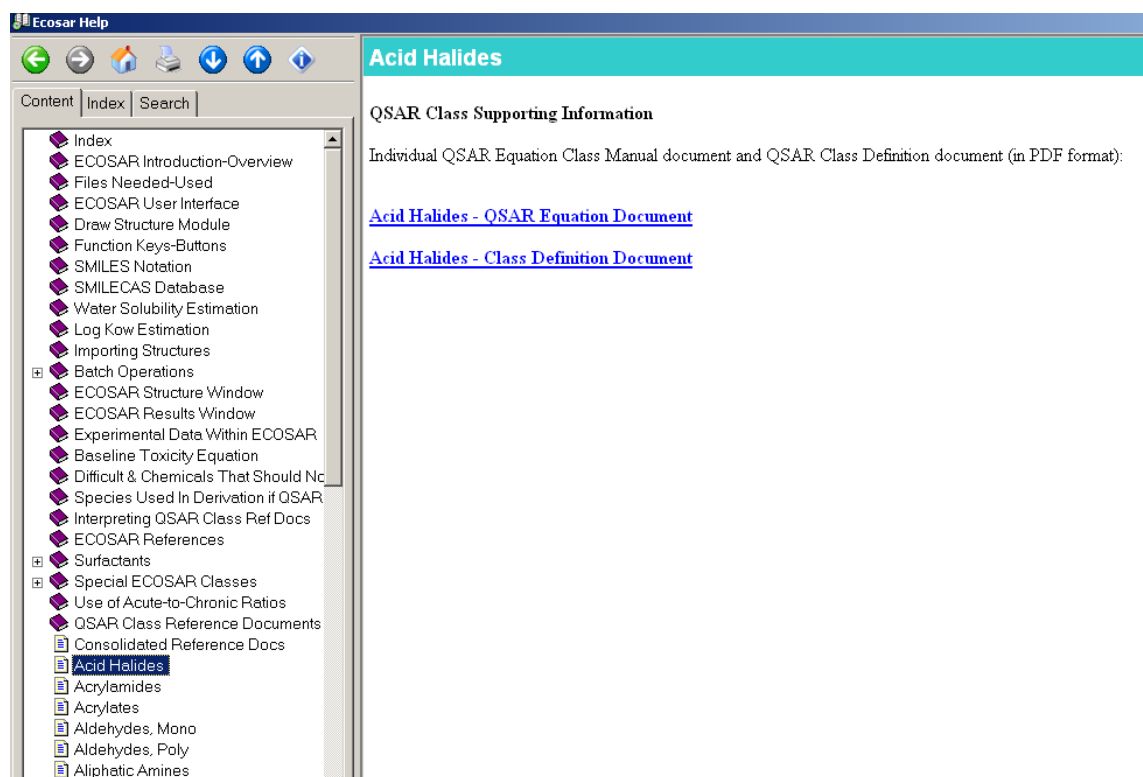 Ecosar Help
Content Index Search
Index
ECOSAR Introduction-Overview
Files Needed-Used
ECOSAR User Interface
Draw Structure Module
Function Keys-Buttons
SMILES Notation
SMILECAS Database
Water Solubility Estimation
Log Kow Estimation
Importing Structures
Batch Operations
ECOSAR Structure Window
ECOSAR Results Window
Experimental Data Within ECOSAR
Baseline Toxicity Equation
Difficult & Chemicals That Should Nc
Species Used In Derivation if QSAR
Interpreting QSAR Class Ref Docs
ECOSAR References
Surfactants
Special ECOSAR Classes
Use of Acute-to-Chronic Ratios
QSAR Class Reference Documents
Consolidated Reference Docs
Acid Halides
Acrylamides
Acrylates
Aldehydes, Mono
Aldehydes, Poly
Aliphatic Amines
Acid Halides
QSAR Class Supporting Information
Individual QSAR Equation Class Manual document and QSAR Class Definition document (in PDF format):
Acid Halides - QSAR Equation Document
Acid Halides - Class Definition Document